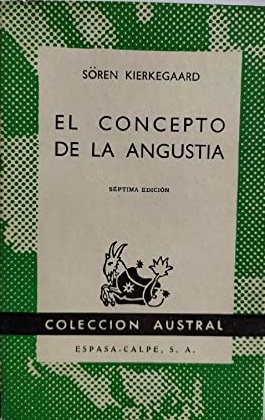 SÖREN KIERKEGAARD
EL CONCEPTO
DE LA ANGUSTIA
SÉPTIMA EDICIÓN
COLECCION AUSTRAL
ESPASA-CALPE, S. A.